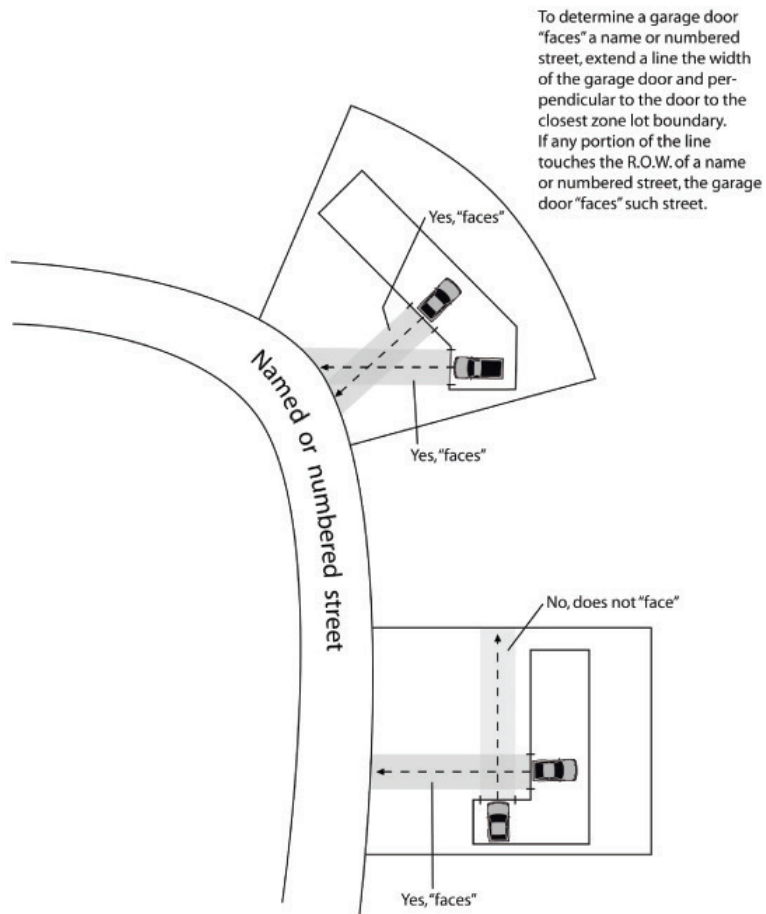 To determine a garage door
“faces” a name or numbered
street, extend a line the width
of the garage door and per-
pendicular to the door to the
closest zone lot boundary.
If any portion of the line
touches the R.O.W. of a name
or numbered street, the garage
door “faces” such street.
Yes, “faces”
Yes, “faces”
Named or numbered street
No, does not “face”
Yes, “faces”